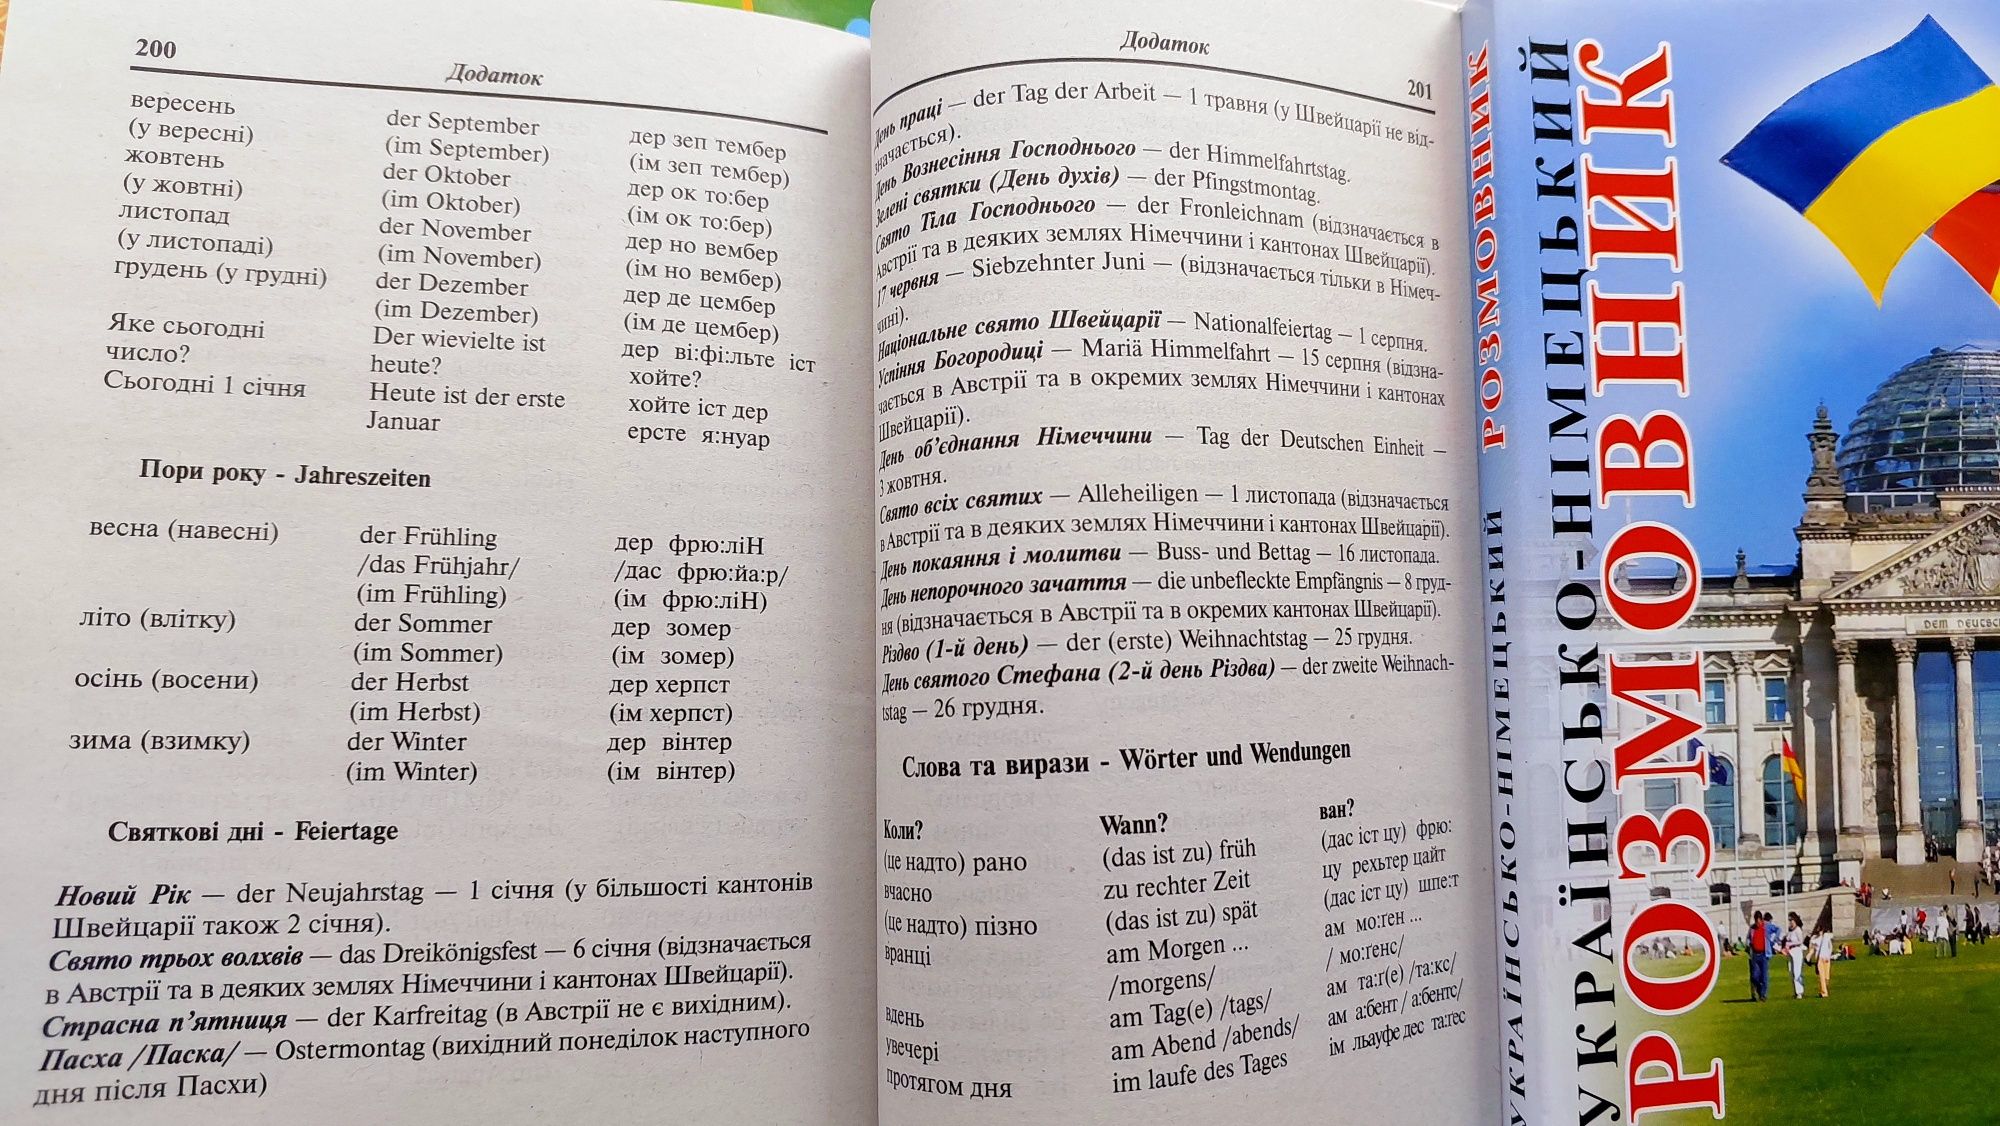 200
Додаток
вересень der September дер зеп тембер
(у вересні) (im September) (ім зеп тембер)
жовтень der Oktober дер ок то:бер
(у жовтні) (im Oktober) (ім ок то:бер)
листопад der November дер но вембер
(у листопаді) (im November) (ім но вембер)
грудень (у грудні) der Dezember дер де цембер
(im Dezember) (ім де цембер)
Яке сьогодні Der wievielte ist дер ві:фі:льте іст
число? heute? хойте?
Сьогодні 1 січня Heute ist der erste хойте іст дер
Januar ерсте я:нуар
Пори року - Jahreszeiten
весна (навесні) der Frühling дер фрю:ліН
/das Frühjahr/ /дас фрю:йа:р/
(im Frühling) (ім фрю:ліН)
літо (влітку) der Sommer дер зомер
(im Sommer) (ім зомер)
осінь (восени) der Herbst дер херпст
(im Herbst) (ім херпст)
зима (взимку) der Winter дер вінтер
(im Winter) (ім вінтер)
Святкові дні - Feiertage
Новий Рік — der Neujahrstag — 1 січня (у більшості кантонів
Швейцарії також 2 січня).
Свято трьох волхвів — das Dreikönigsfest — 6 січня (відзначається
в Австрії та в деяких землях Німеччини і кантонах Швейцарії).
Страсна п’ятниця — der Karfreitag (в Австрії не є вихідним).
Пасха /Паска/ — Ostermontag (вихідний понеділок наступного
дня після Пасхи)
Додаток
201
День праці — der Tag der Arbeit — 1 травня (у Швейцарії не від-
значається).
День Вознесіння Господнього — der Himmelfahrtstag.
Зелені святки (День духів) — der Pfingstmontag.
Свято Тіла Господнього — der Fronleichnam (відзначається в
Австрії та в деяких землях Німеччини і кантонах Швейцарії).
17 червня — Siebzehnter Juni — (відзначається тільки в Німеч-
чині).
Національне свято Швейцарії — Nationalfeiertag — 1 серпня.
Успіння Богородиці — Mariä Himmelfahrt — 15 серпня (відзна-
чається в Австрії та в окремих землях Німеччини і кантонах
Швейцарії).
День об’єднання Німеччини — Tag der Deutschen Einheit —
3 жовтня.
Свято всіх святих — Alleheiligen — 1 листопада (відзначається
в Австрії та в деяких землях Німеччини і кантонах Швейцарії).
День покаяння і молитви — Buss- und Bettag — 16 листопада.
День непорочного зачаття — die unbefleckte Empfängnis — 8 груд-
ня (відзначається в Австрії та в окремих кантонах Швейцарії).
Різдво (1-й день) — der (erste) Weihnachtstag — 25 грудня.
День святого Стефана (2-й день Різдва) — der zweite Weihnach-
tstag — 26 грудня.
Слова та вирази - Wörter und Wendungen
Коли? Wann? ван?
(це надто) рано (das ist zu) früh (дас іст цу) фрю:
вчасно zu rechter Zeit цу рехьтер цайт
(це надто) пізно (das ist zu) spät (дас іст цу) шпе:т
вранці am Morgen ... ам мо:ґен ...
/morgens/ / мо:ґенс/
вдень am Tag(e) /tags/ ам та:ґ(е) /та:кс/
увечері am Abend /abends/ ам а:бент / а:бентс/
протягом дня im laufe des Tages ім льауфе дес та:ґес
РОЗМОВНИК
УКРАЇНСЬКО-НІМЕЦЬКИЙ
УКРАЇНСЬКО-НІМЕЦЬКИЙ
РОЗМОВНИК
DEM DEUTSCH